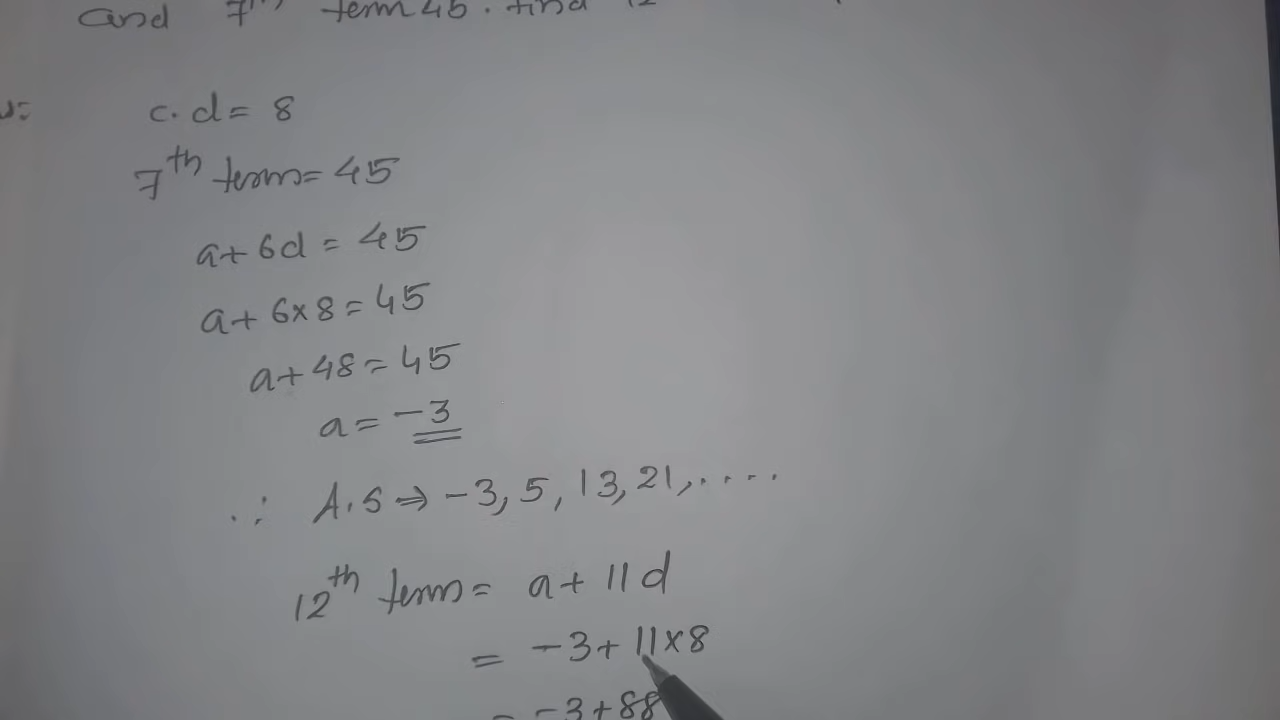 and 7th term 45. find 12
c.d = 8
7th term = 45
a + 6d = 45
a + 6×8 = 45
a + 48 = 45
a = -3
∴ A.S ⇒ -3, 5, 13, 21, ....
12th term = a + 11d
= -3 + 11×8
= -3 + 88